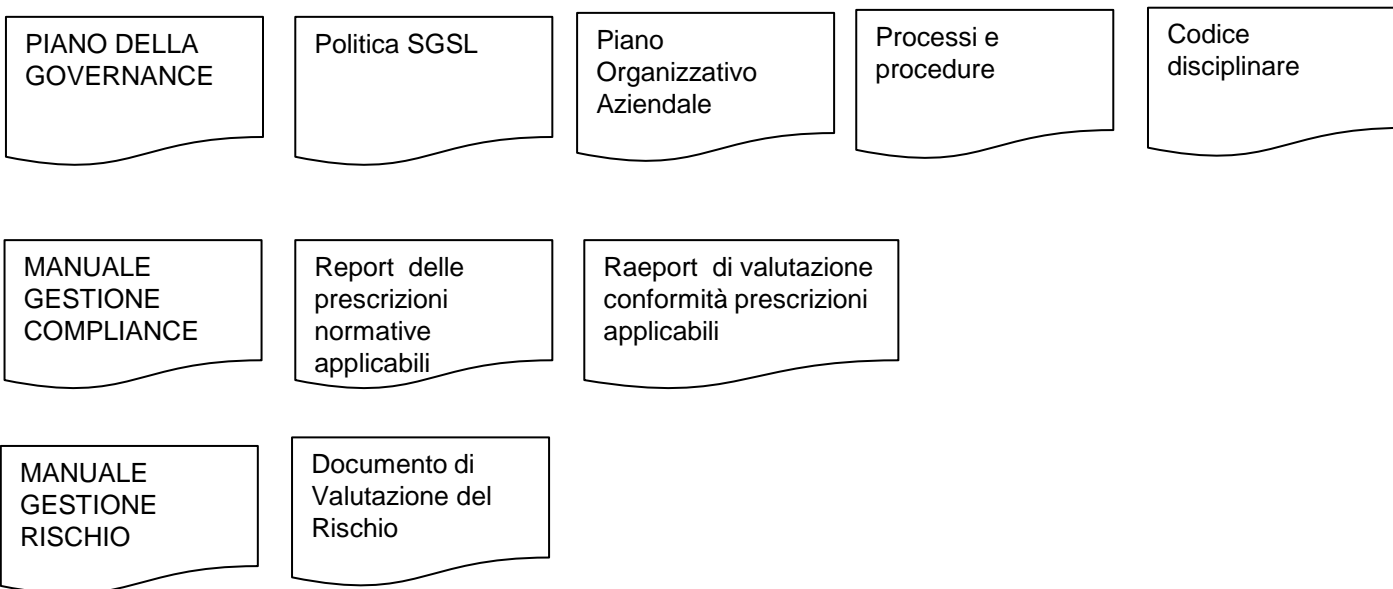 PIANO DELLA
GOVERNANCE
Politica SGSL
Piano
Organizzativo
Aziendale
Processi e
procedure
Codice
disciplinare
MANUALE
GESTIONE
COMPLIANCE
Report delle
prescrizioni
normative
applicabili
Raeport di valutazione
conformità prescrizioni
applicabili
MANUALE
GESTIONE
RISCHIO
Documento di
Valutazione del
Rischio